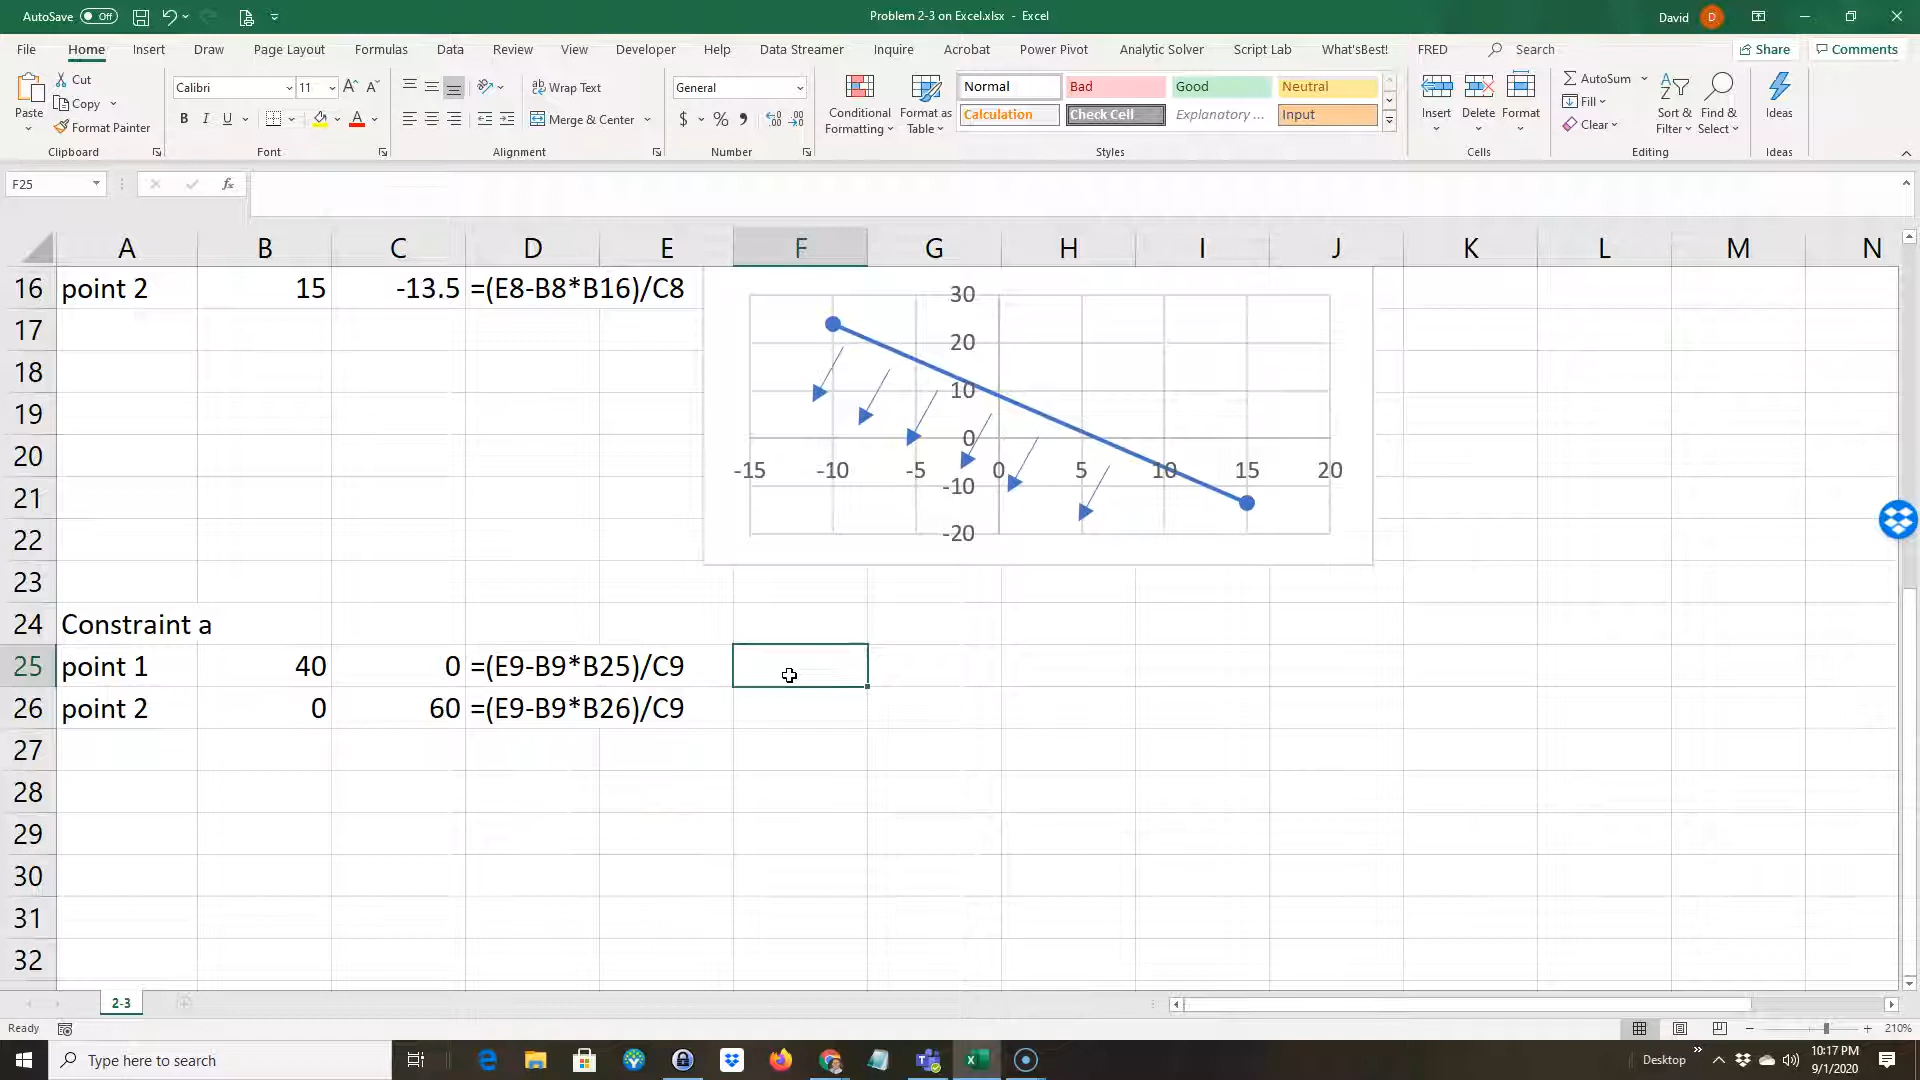 AutoSave Off
Problem 2-3 on Excel.xlsx - Excel
David D
File Home Insert Draw Page Layout Formulas Data Review View Developer Help Data Streamer Inquire Acrobat Power Pivot Analytic Solver Script Lab What'sBest! FRED Search Share Comments
Paste Cut Copy Format Painter Clipboard
Calibri 11 A A B I U A Font
Wrap Text Merge & Center Alignment
General $ % Number
Conditional Formatting Format as Table
Normal Bad Good Neutral
Calculation Check Cell Explanatory ... Input
Styles
Insert Delete Format Cells
AutoSum Fill Clear Sort & Filter Find & Select Editing
Ideas Ideas
F25 fx
A B C D E F G H I J K L M N
16 point 2 15 -13.5 =(E8-B8*B16)/C8
17
18
19
20
21
22
23
30
20
10
0
-15 -10 -5 0 5 10 15 20
-10
-20
24 Constraint a
25 point 1 40 0 =(E9-B9*B25)/C9
26 point 2 0 60 =(E9-B9*B26)/C9
27
28
29
30
31
32
2-3
Ready 210%
Type here to search Desktop 10:17 PM
9/1/2020